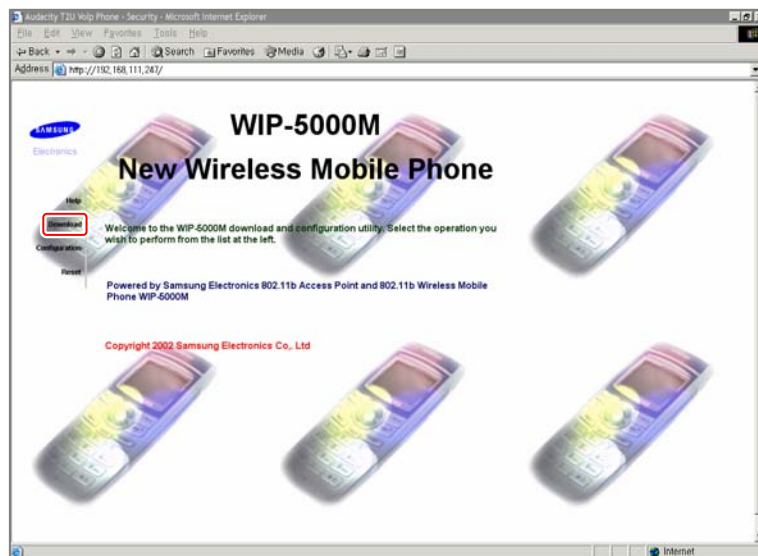 Audacity T2U VoIp Phone - Security - Microsoft Internet Explorer
File Edit View Favorites Tools Help
Back Search Favorites Media
Address http://192,168,111,247/
SAMSUNG
Electronics
WIP-5000M
New Wireless Mobile Phone
Help
Download
Configuration
Reset
Welcome to the WIP-5000M download and configuration utility. Select the operation you
wish to perform from the list at the left.
Powered by Samsung Electronics 802.11b Access Point and 802.11b Wireless Mobile
Phone WIP-5000M
Copyright 2002 Samsung Electronics Co,. Ltd
Internet